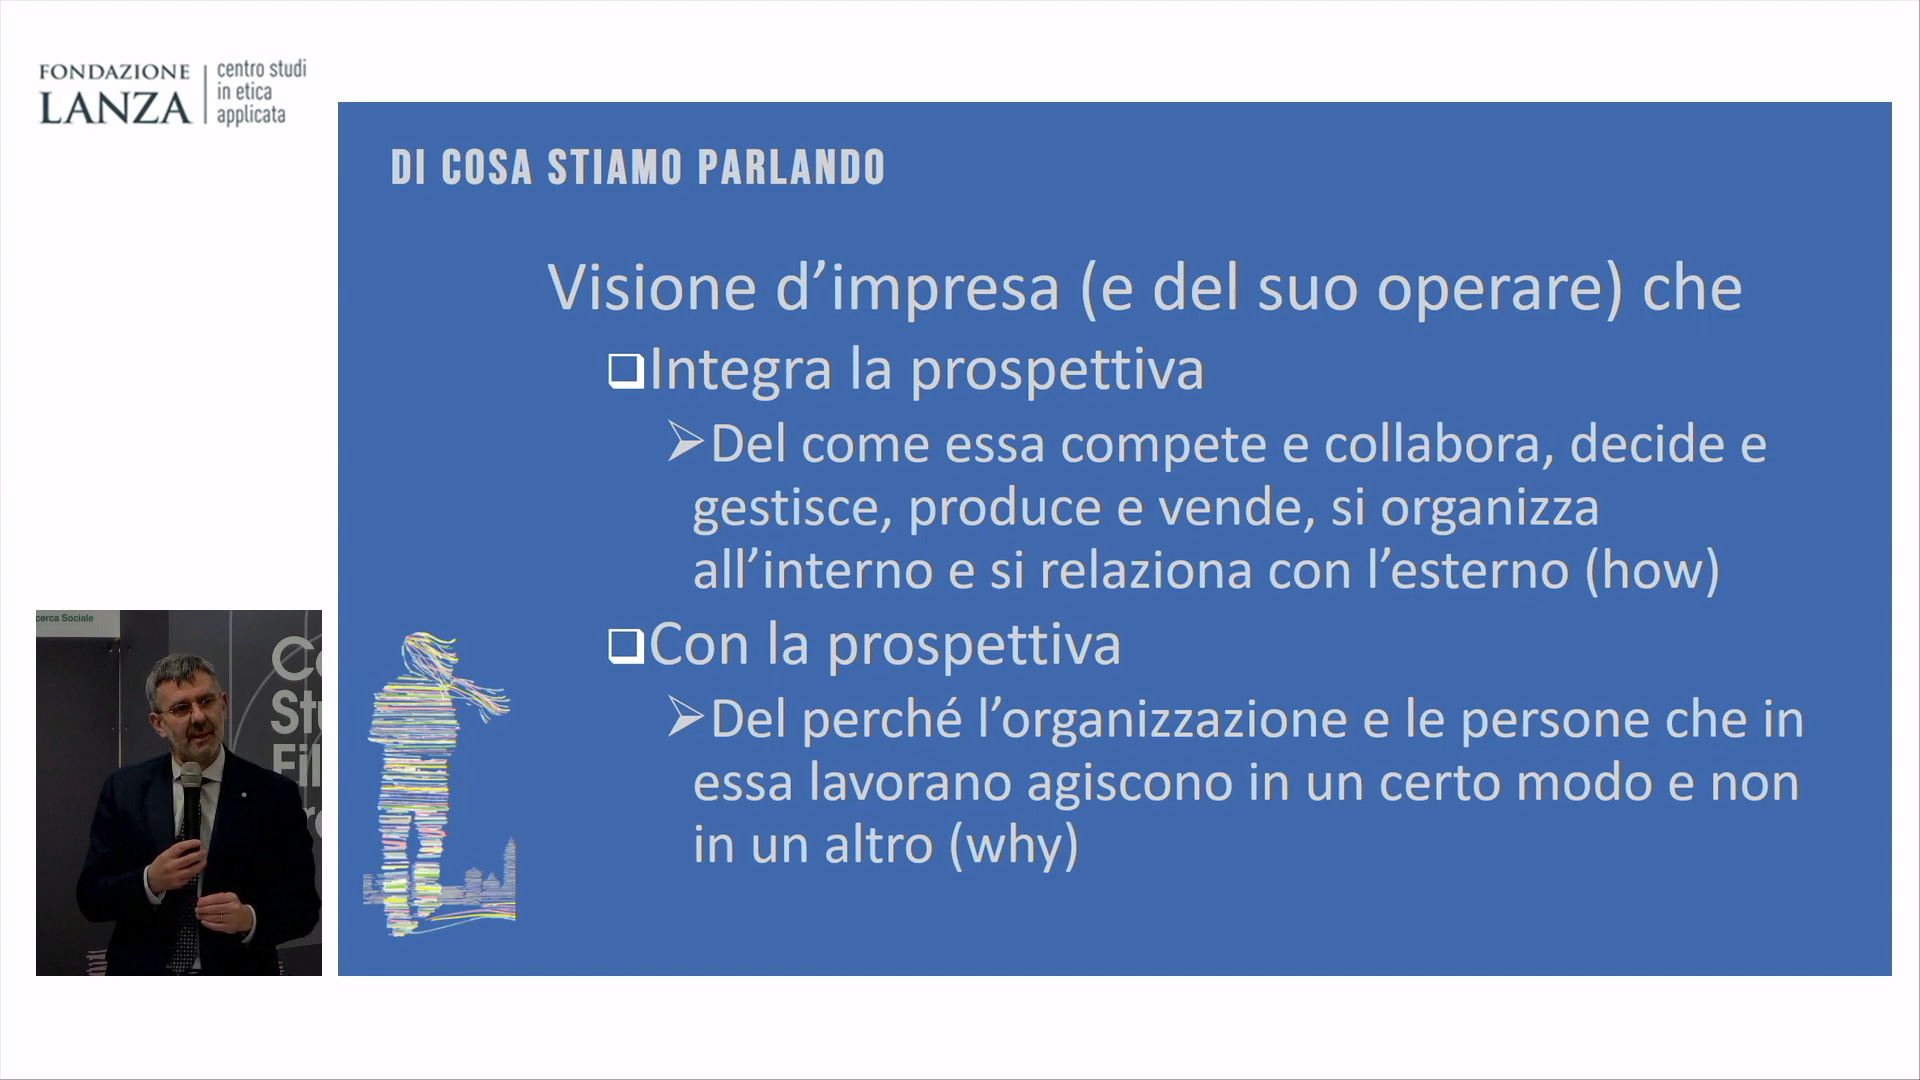 FONDAZIONE
LANZA
centro studi
in etica
applicata
DI COSA STIAMO PARLANDO
Visione d’impresa (e del suo operare) che
Integra la prospettiva
Del come essa compete e collabora, decide e
gestisce, produce e vende, si organizza
all’interno e si relaziona con l’esterno (how)
Con la prospettiva
Del perché l’organizzazione e le persone che in
essa lavorano agiscono in un certo modo e non
in un altro (why)
cerca Sociale